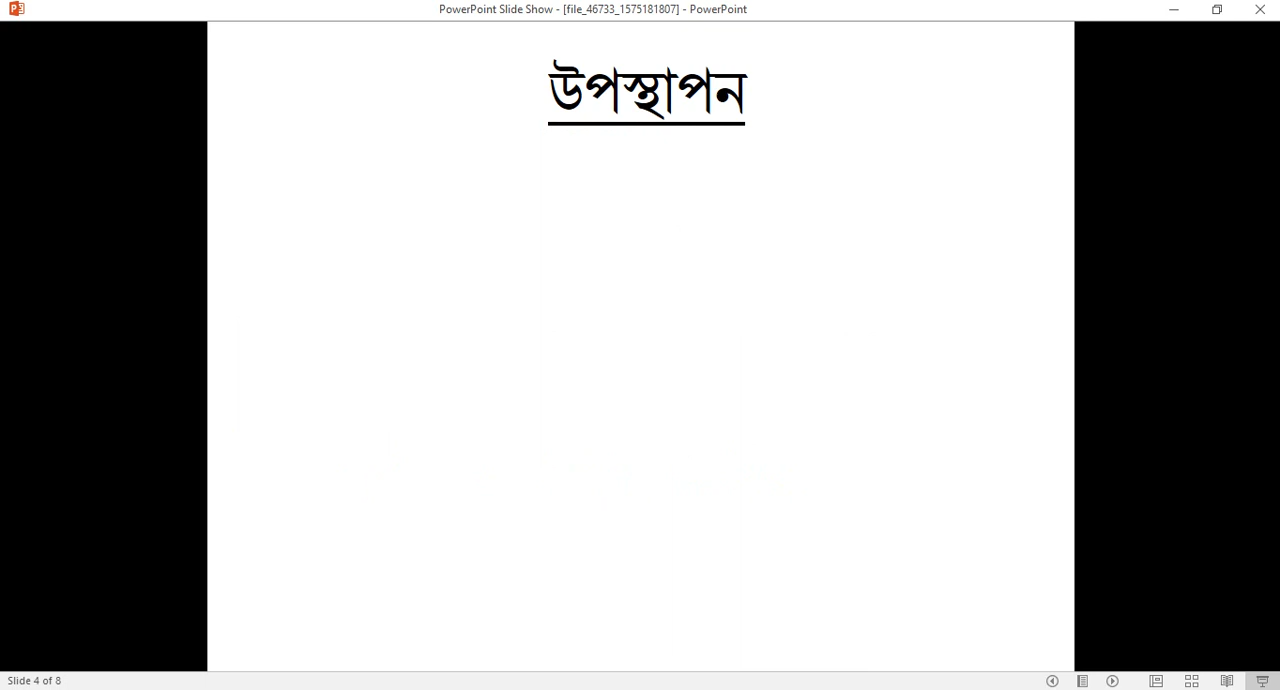 PowerPoint Slide Show - [file_46733_1575181807] - PowerPoint
উপস্থাপন
Slide 4 of 8